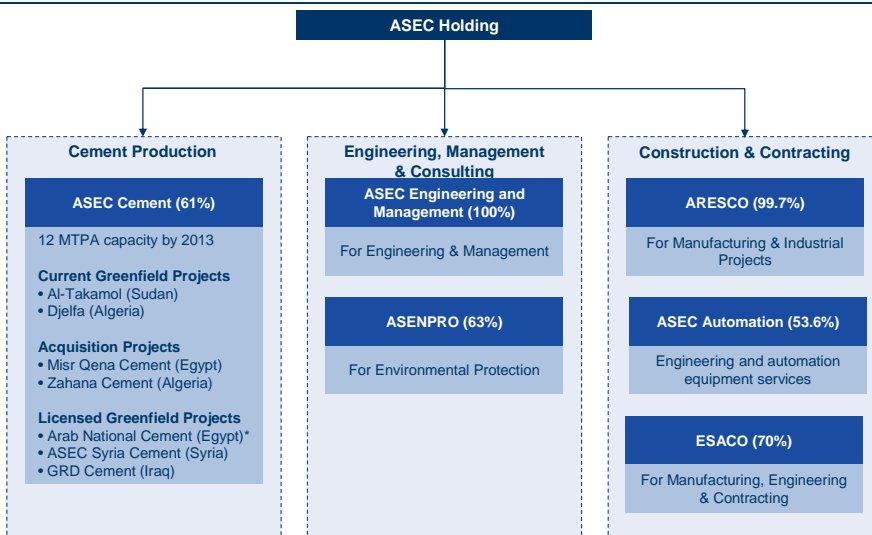 ASEC Holding
Cement Production
ASEC Cement (61%)
12 MTPA capacity by 2013
Current Greenfield Projects
• Al-Takamol (Sudan)
• Djelfa (Algeria)
Acquisition Projects
• Misr Qena Cement (Egypt)
• Zahana Cement (Algeria)
Licensed Greenfield Projects
• Arab National Cement (Egypt)*
• ASEC Syria Cement (Syria)
• GRD Cement (Iraq)
Engineering, Management
& Consulting
ASEC Engineering and
Management (100%)
For Engineering & Management
ASENPRO (63%)
For Environmental Protection
Construction & Contracting
ARESCO (99.7%)
For Manufacturing & Industrial
Projects
ASEC Automation (53.6%)
Engineering and automation
equipment services
ESACO (70%)
For Manufacturing, Engineering
& Contracting